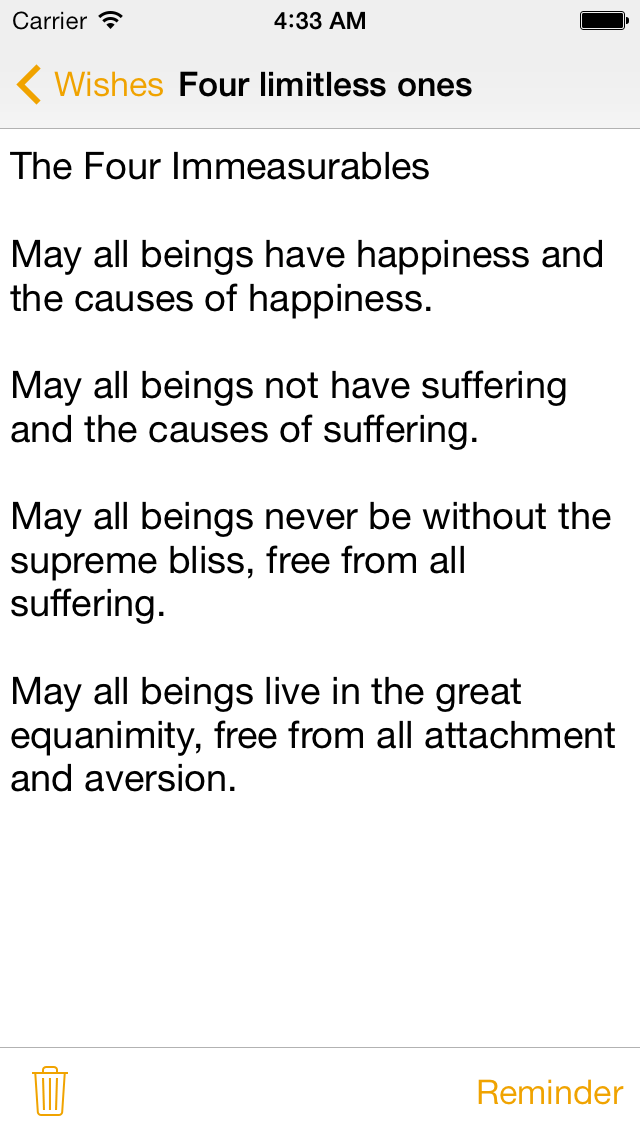 Carrier 4:33 AM
Wishes Four limitless ones
The Four Immeasurables
May all beings have happiness and
the causes of happiness.
May all beings not have suffering
and the causes of suffering.
May all beings never be without the
supreme bliss, free from all
suffering.
May all beings live in the great
equanimity, free from all attachment
and aversion.
Reminder